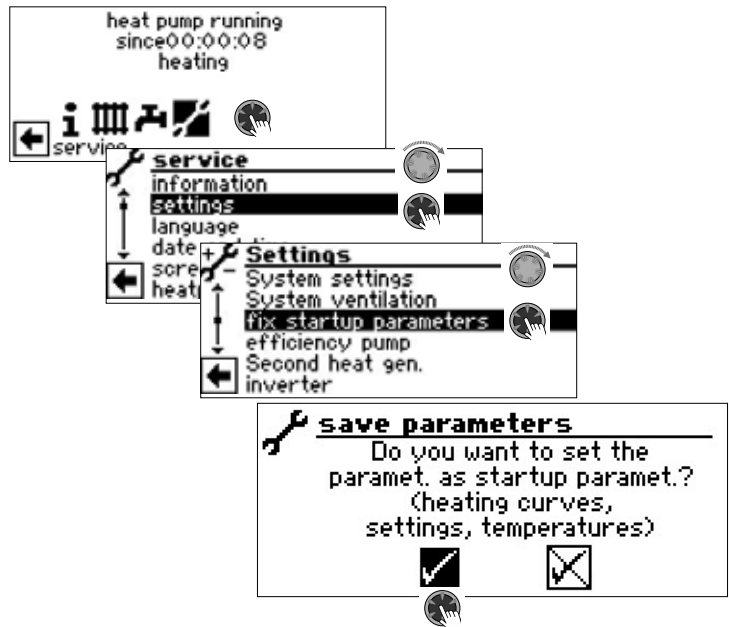 heat pump running
since00:00:08
heating
service
service
information
settings
language
date
scre
heat
Settings
System settings
System ventilation
fix startup parameters
efficiency pump
Second heat gen.
inverter
save parameters
Do you want to set the
paramet. as startup paramet.?
(heating curves,
settings, temperatures)